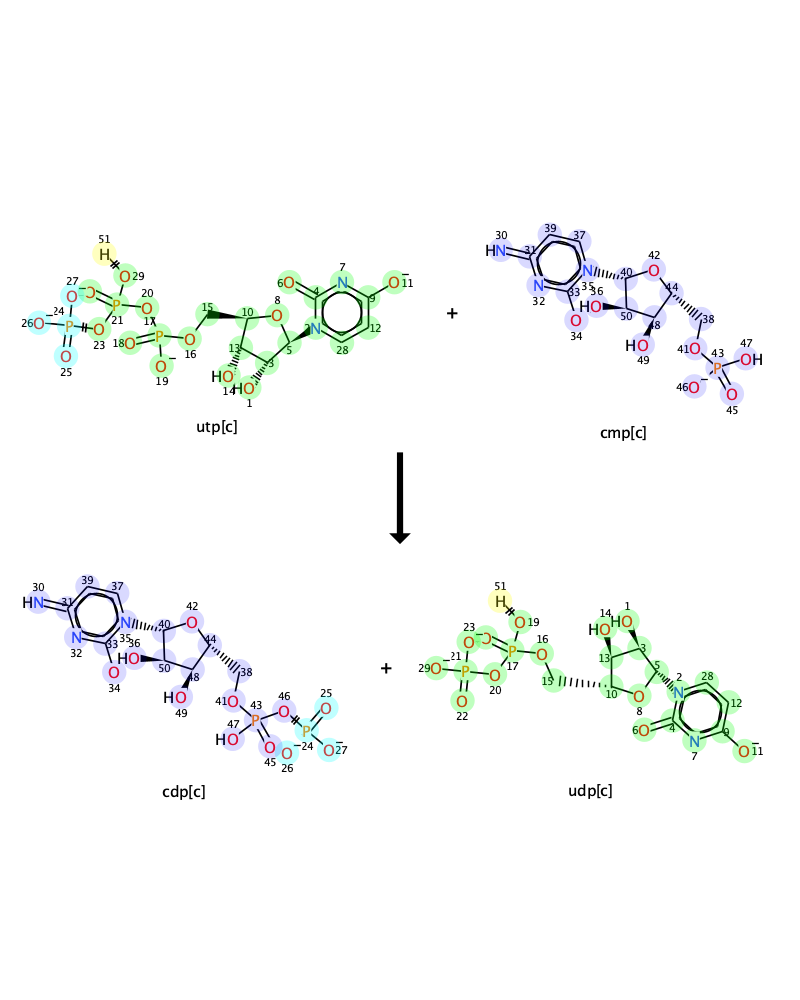 51
H
O 29
27
O
O
20
O
24
P
P
21
17
26 O
O
23
P
18 O
O
16
O
25
O
19
15
10
8
O
13
HO
14
HO
1
3
5
2
N
4
6 O
7
N
9
O 11
12
28
utp[c]
+
30
HN
31
39
37
N
32
33
N
35
36
O
34
40
42
O
44
HO
50
48
HO
49
38
41 O
43
P
47
OH
46 O
O
45
cmp[c]
30
HN
31
39
37
N
32
33
N
35
36
O
34
40
42
O
44
HO
50
48
HO
49
38
41 O
43
P
46
O
25
O
47
HO
O
45
P
24
O
26
O 27
cdp[c]
+
51
H
O 19
23
O
O
16
O
29 O
21
P
P
17
O
20
O
22
15
10
13
14
HO
1
HO
3
5
O
8
2
N
28
12
6 O
4
N
7
9
O 11
udp[c]